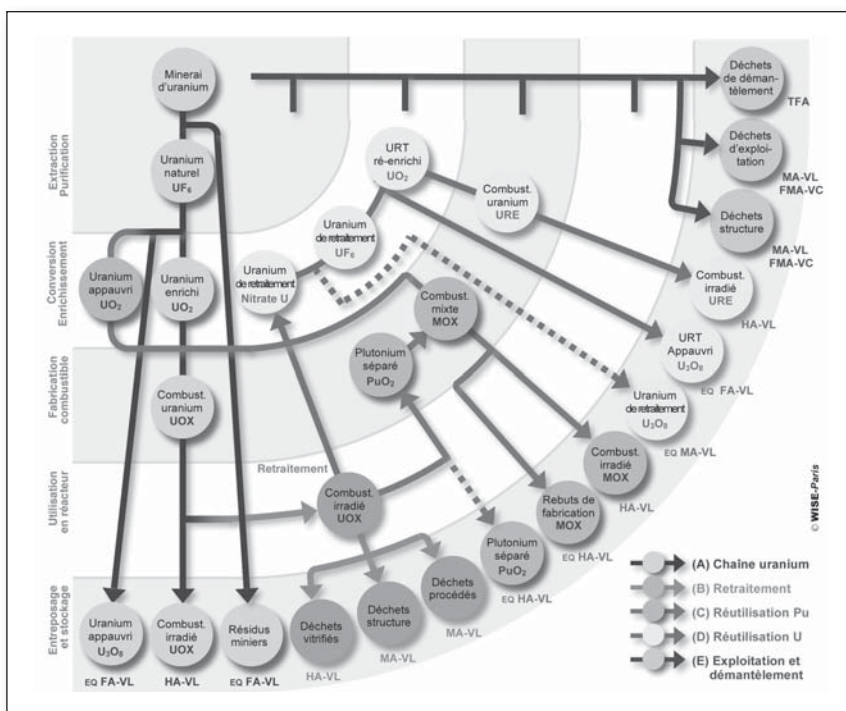 Extraction
Purification
Conversion
Enrichissement
Fabrication
combustible
Utilisation
en réacteur
Entreposage
et stockage
Minerai
d'uranium
Uranium
naturel
UF₆
Uranium
appauvri
UO₂
Uranium
enrichi
UO₂
Combust.
uranium
UOX
Uranium
de retraitement
Nitrate U
Uranium
de retraitement
UF₆
URT
ré-enrichi
UO₂
Combust.
uranium
URE
Combust.
mixte
MOX
Plutonium
séparé
PuO₂
Retraitement
Combust.
irradié
UOX
Déchets
de déman-
tèlement
TFA
Déchets
d'exploi-
tation
MA-VL
FMA-VC
Déchets
structure
MA-VL
FMA-VC
Combust.
irradié
URE
HA-VL
URT
Appauvri
U₃O₈
EQ FA-VL
Uranium
de retraitement
U₃O₈
EQ MA-VL
Combust.
irradié
MOX
HA-VL
Rebuts de
fabrication
MOX
EQ HA-VL
Plutonium
séparé
PuO₂
EQ HA-VL
Déchets
procédés
MA-VL
Déchets
structure
MA-VL
Déchets
vitrifiés
HA-VL
Résidus
miniers
EQ FA-VL
Combust.
irradié
UOX
HA-VL
Uranium
appauvri
U₃O₈
EQ FA-VL
© WISE-Paris
(A) Chaîne uranium
(B) Retraitement
(C) Réutilisation Pu
(D) Réutilisation U
(E) Exploitation et
démantèlement